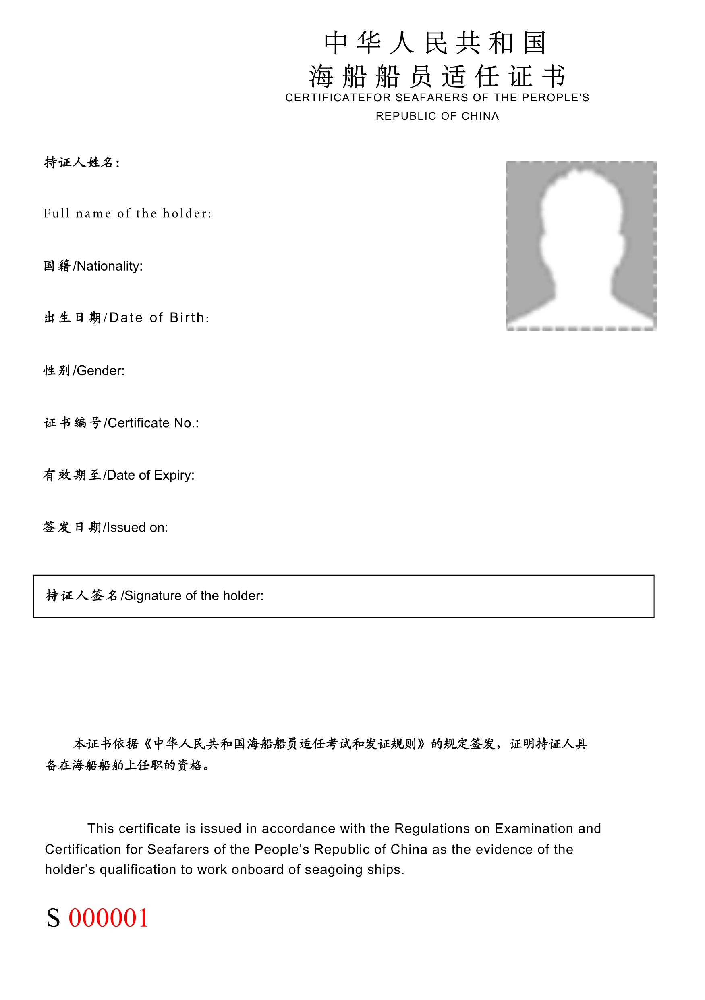 中华人民共和国
海船船员适任证书
CERTIFICATEFOR SEAFARERS OF THE PEROPLE'S
REPUBLIC OF CHINA
持证人姓名:
Full name of the holder:
国籍/Nationality:
出生日期/Date of Birth:
性别/Gender:
证书编号/Certificate No.:
有效期至/Date of Expiry:
签发日期/Issued on:
持证人签名/Signature of the holder:
本证书依据《中华人民共和国海船船员适任考试和发证规则》的规定签发，证明持证人具
备在海船船舶上任职的资格。
This certificate is issued in accordance with the Regulations on Examination and
Certification for Seafarers of the People’s Republic of China as the evidence of the
holder’s qualification to work onboard of seagoing ships.
S 000001